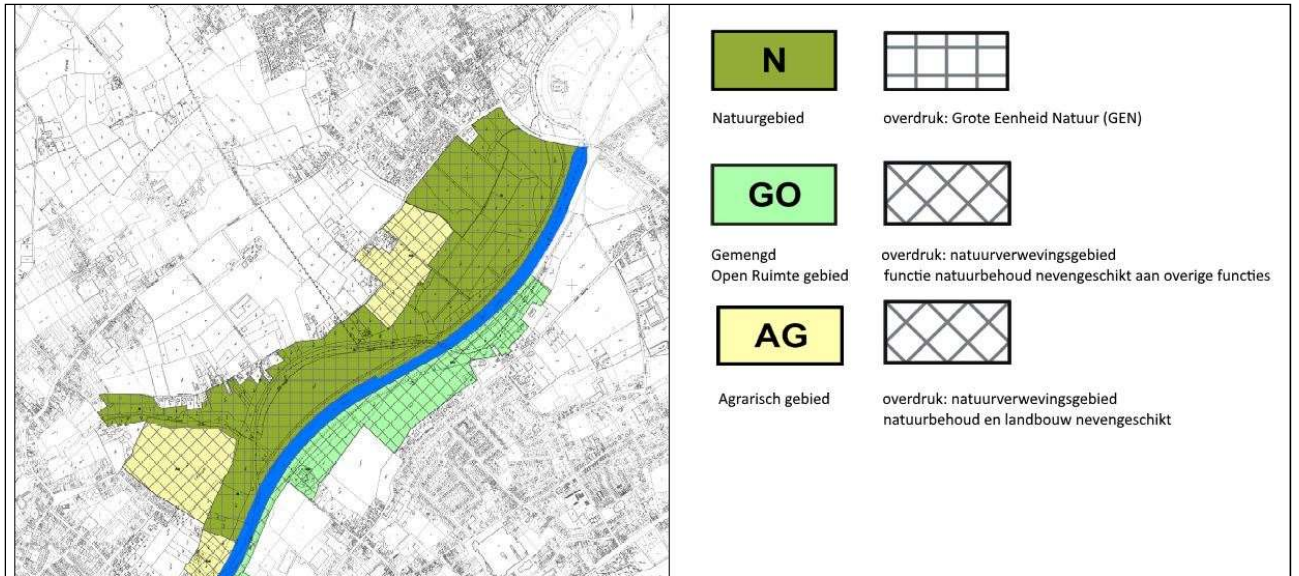 N
Natuurgebied
overdruk: Grote Eenheid Natuur (GEN)
GO
Gemengd
Open Ruimte gebied
overdruk: natuurverwevingsgebied
functie natuurbehoud nevengeschikt aan overige functies
AG
Agrarisch gebied
overdruk: natuurverwevingsgebied
natuurbehoud en landbouw nevengeschikt